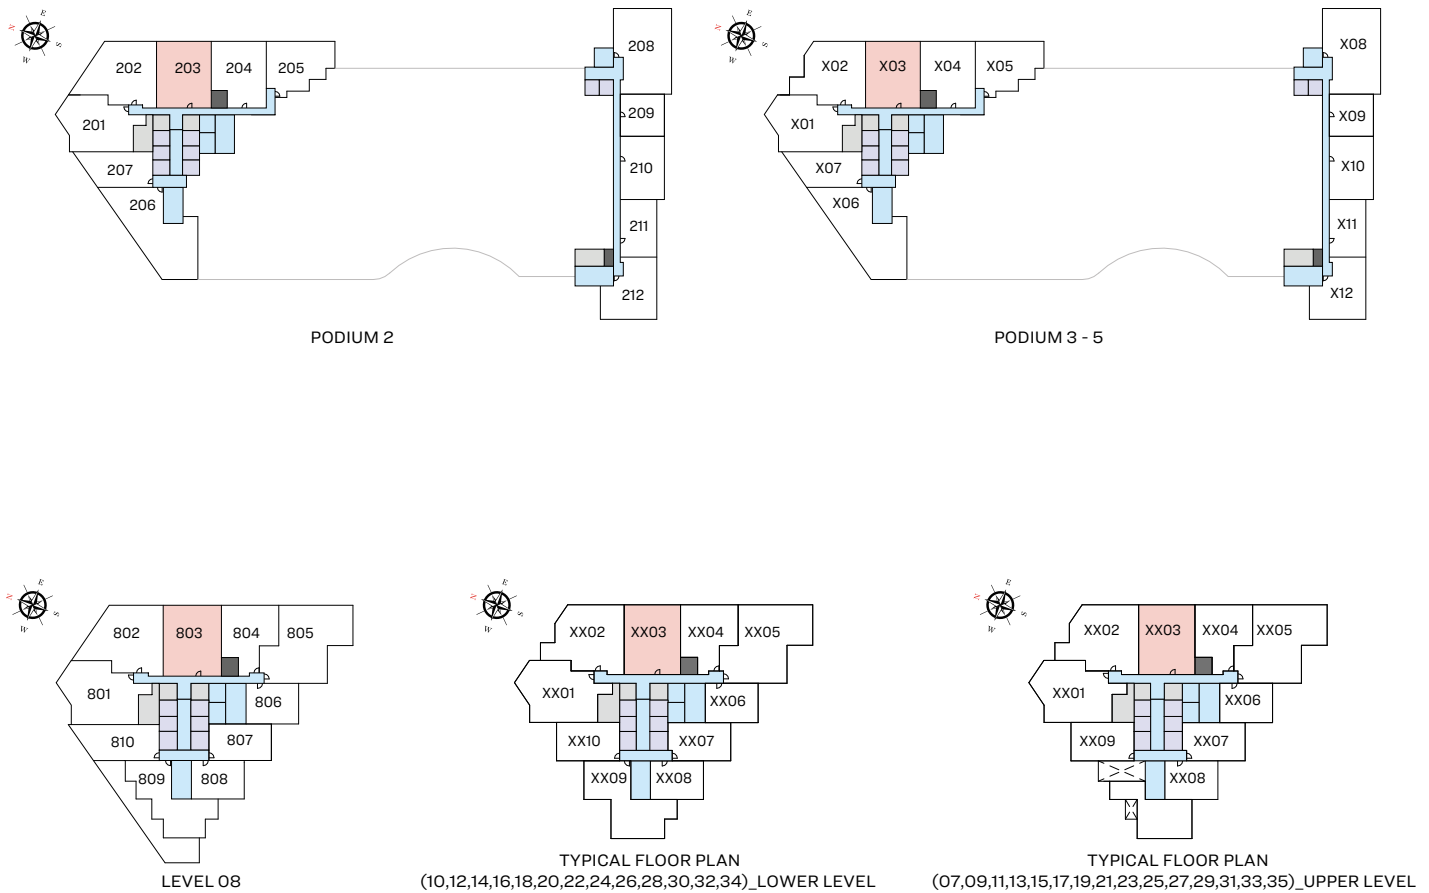 N E S W
N E S W
202 203 204 205 208
X02 X03 X04 X05 X08
201 209
X01 X09
207 210
X07 X10
206 211
X06 X11
212
X12
PODIUM 2
PODIUM 3 - 5
N E S W
N E S W
N E S W
802 803 804 805
XX02 XX03 XX04 XX05
XX02 XX03 XX04 XX05
801 806
XX01 XX06
XX01 XX06
810 807
XX10 XX07
XX09 XX07
809 808
XX09 XX08
XX08
LEVEL 08
TYPICAL FLOOR PLAN
(10,12,14,16,18,20,22,24,26,28,30,32,34)_LOWER LEVEL
TYPICAL FLOOR PLAN
(07,09,11,13,15,17,19,21,23,25,27,29,31,33,35)_UPPER LEVEL